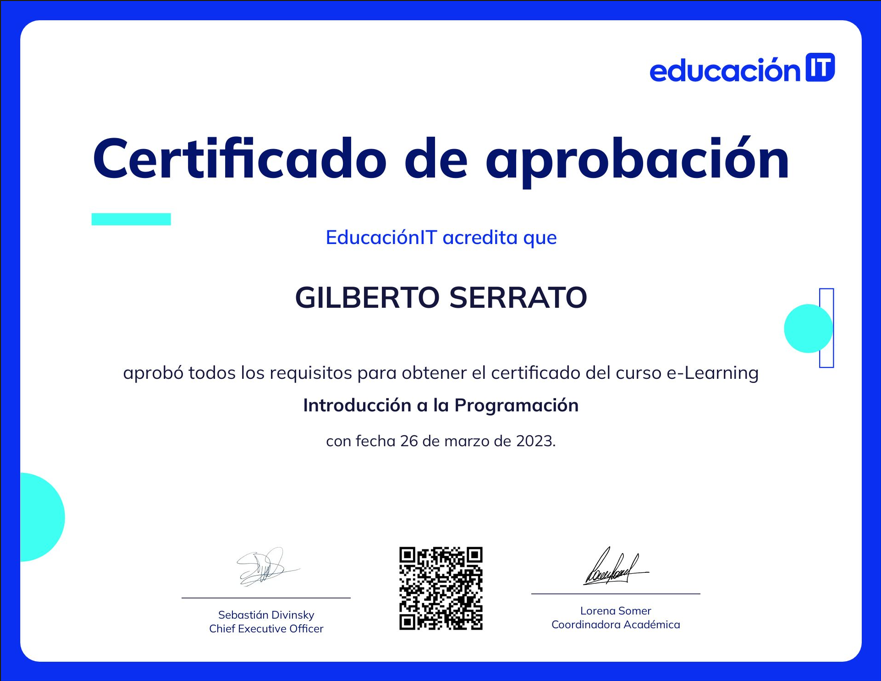 educación IT
Certificado de aprobación
EducaciónIT acredita que
GILBERTO SERRATO
aprobó todos los requisitos para obtener el certificado del curso e-Learning
Introducción a la Programación
con fecha 26 de marzo de 2023.
Sebastián Divinsky
Chief Executive Officer
Lorena Somer
Coordinadora Académica